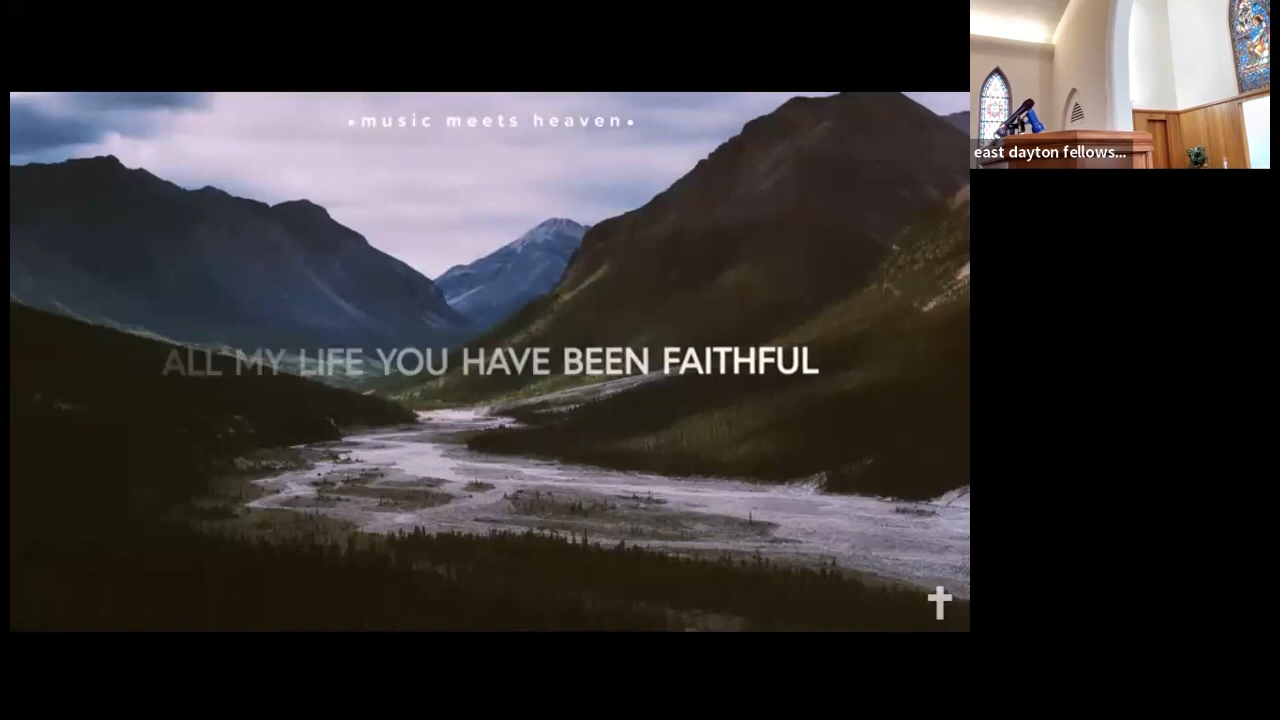 •music meets heaven•
east dayton fellows...
ALL MY LIFE YOU HAVE BEEN FAITHFUL